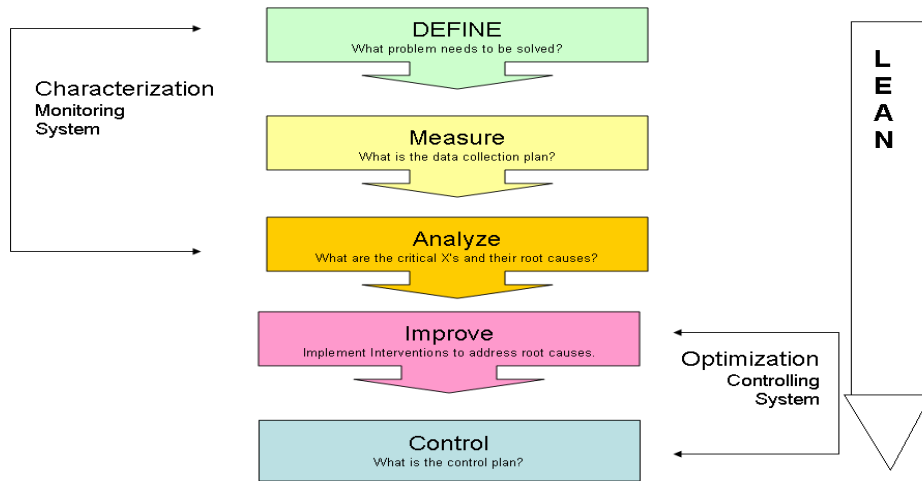 DEFINE
What problem needs to be solved?
Characterization
Monitoring
System
Measure
What is the data collection plan?
Analyze
What are the critical X's and their root causes?
Improve
Implement Interventions to address root causes.
Optimization
Controlling
System
Control
What is the control plan?
L
E
A
N